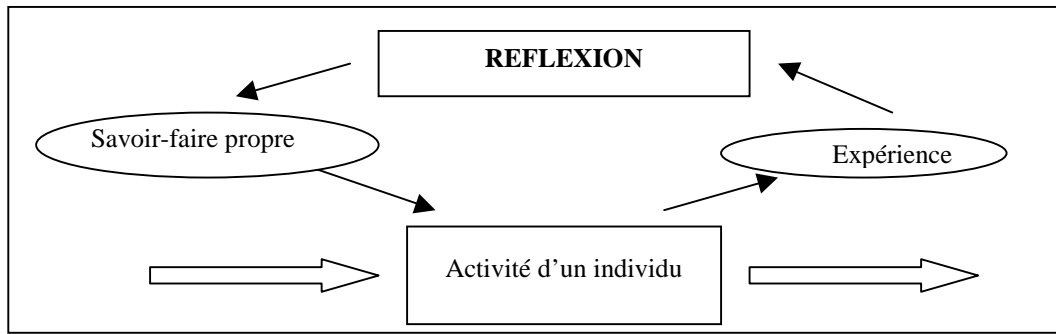 REFLEXION
Savoir-faire propre
Expérience
Activité d’un individu